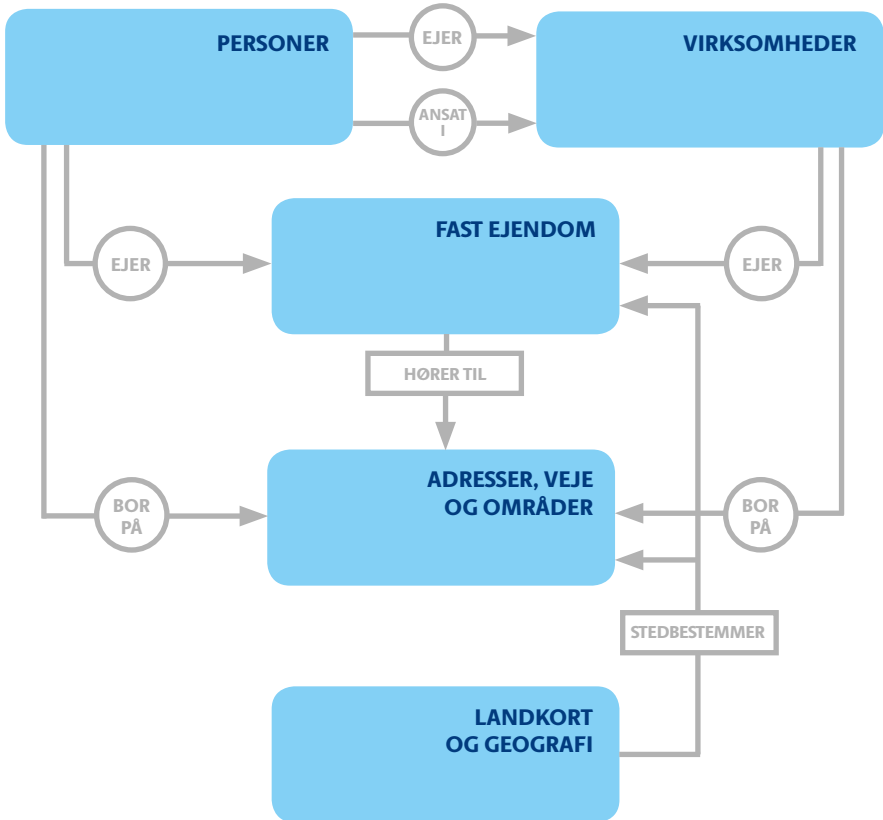 PERSONER
EJER
VIRKSOMHEDER
ANSAT
I
FAST EJENDOM
EJER
EJER
HØRER TIL
ADRESSER, VEJE
OG OMRÅDER
BOR
PÅ
BOR
PÅ
STEDBESTEMMER
LANDKORT
OG GEOGRAFI